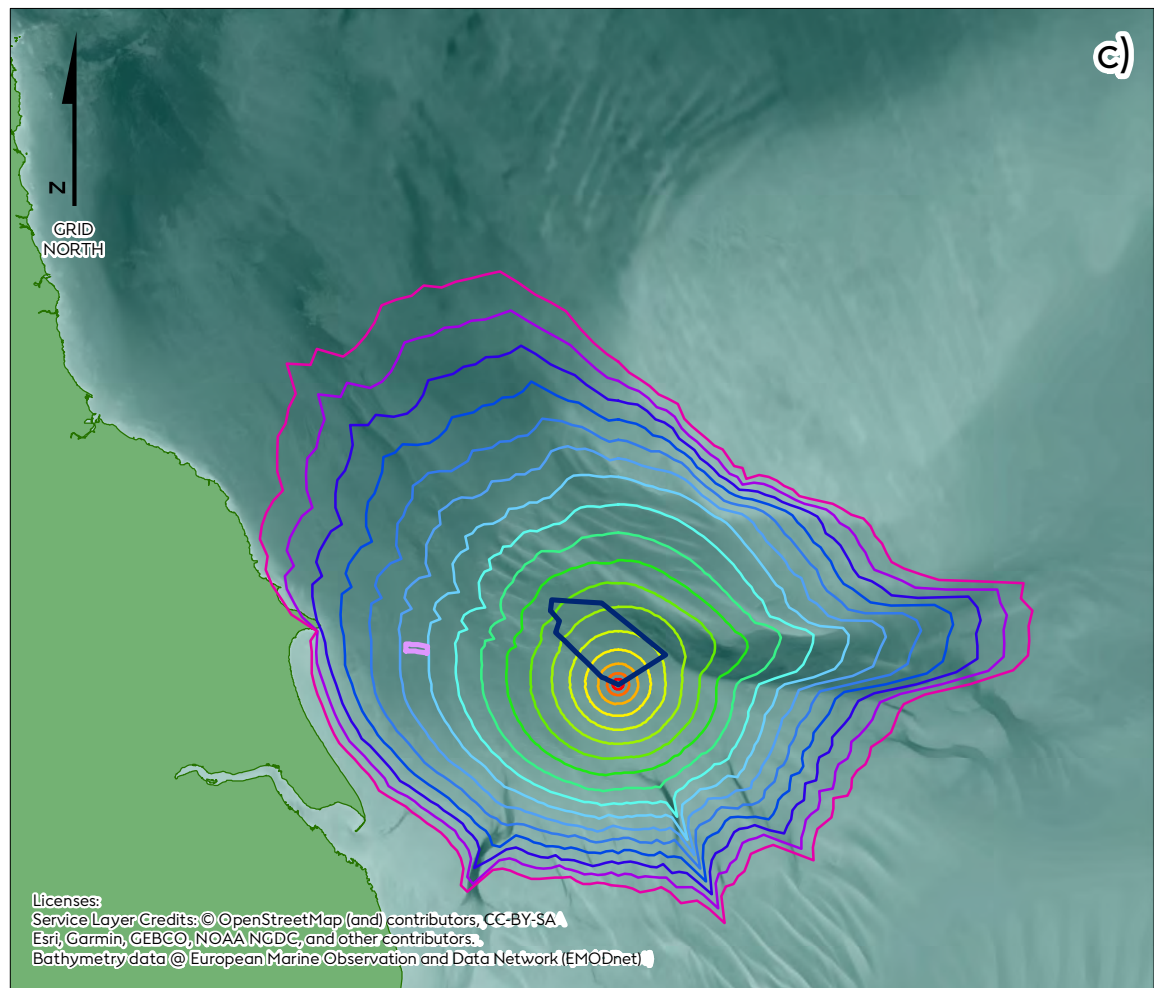 c)
N
GRID
NORTH
Licenses:
Service Layer Credits: © OpenStreetMap (and) contributors, CC-BY-SA
Esri, Garmin, GEBCO, NOAA NGDC, and other contributors.
Bathymetry data @ European Marine Observation and Data Network (EMODnet)